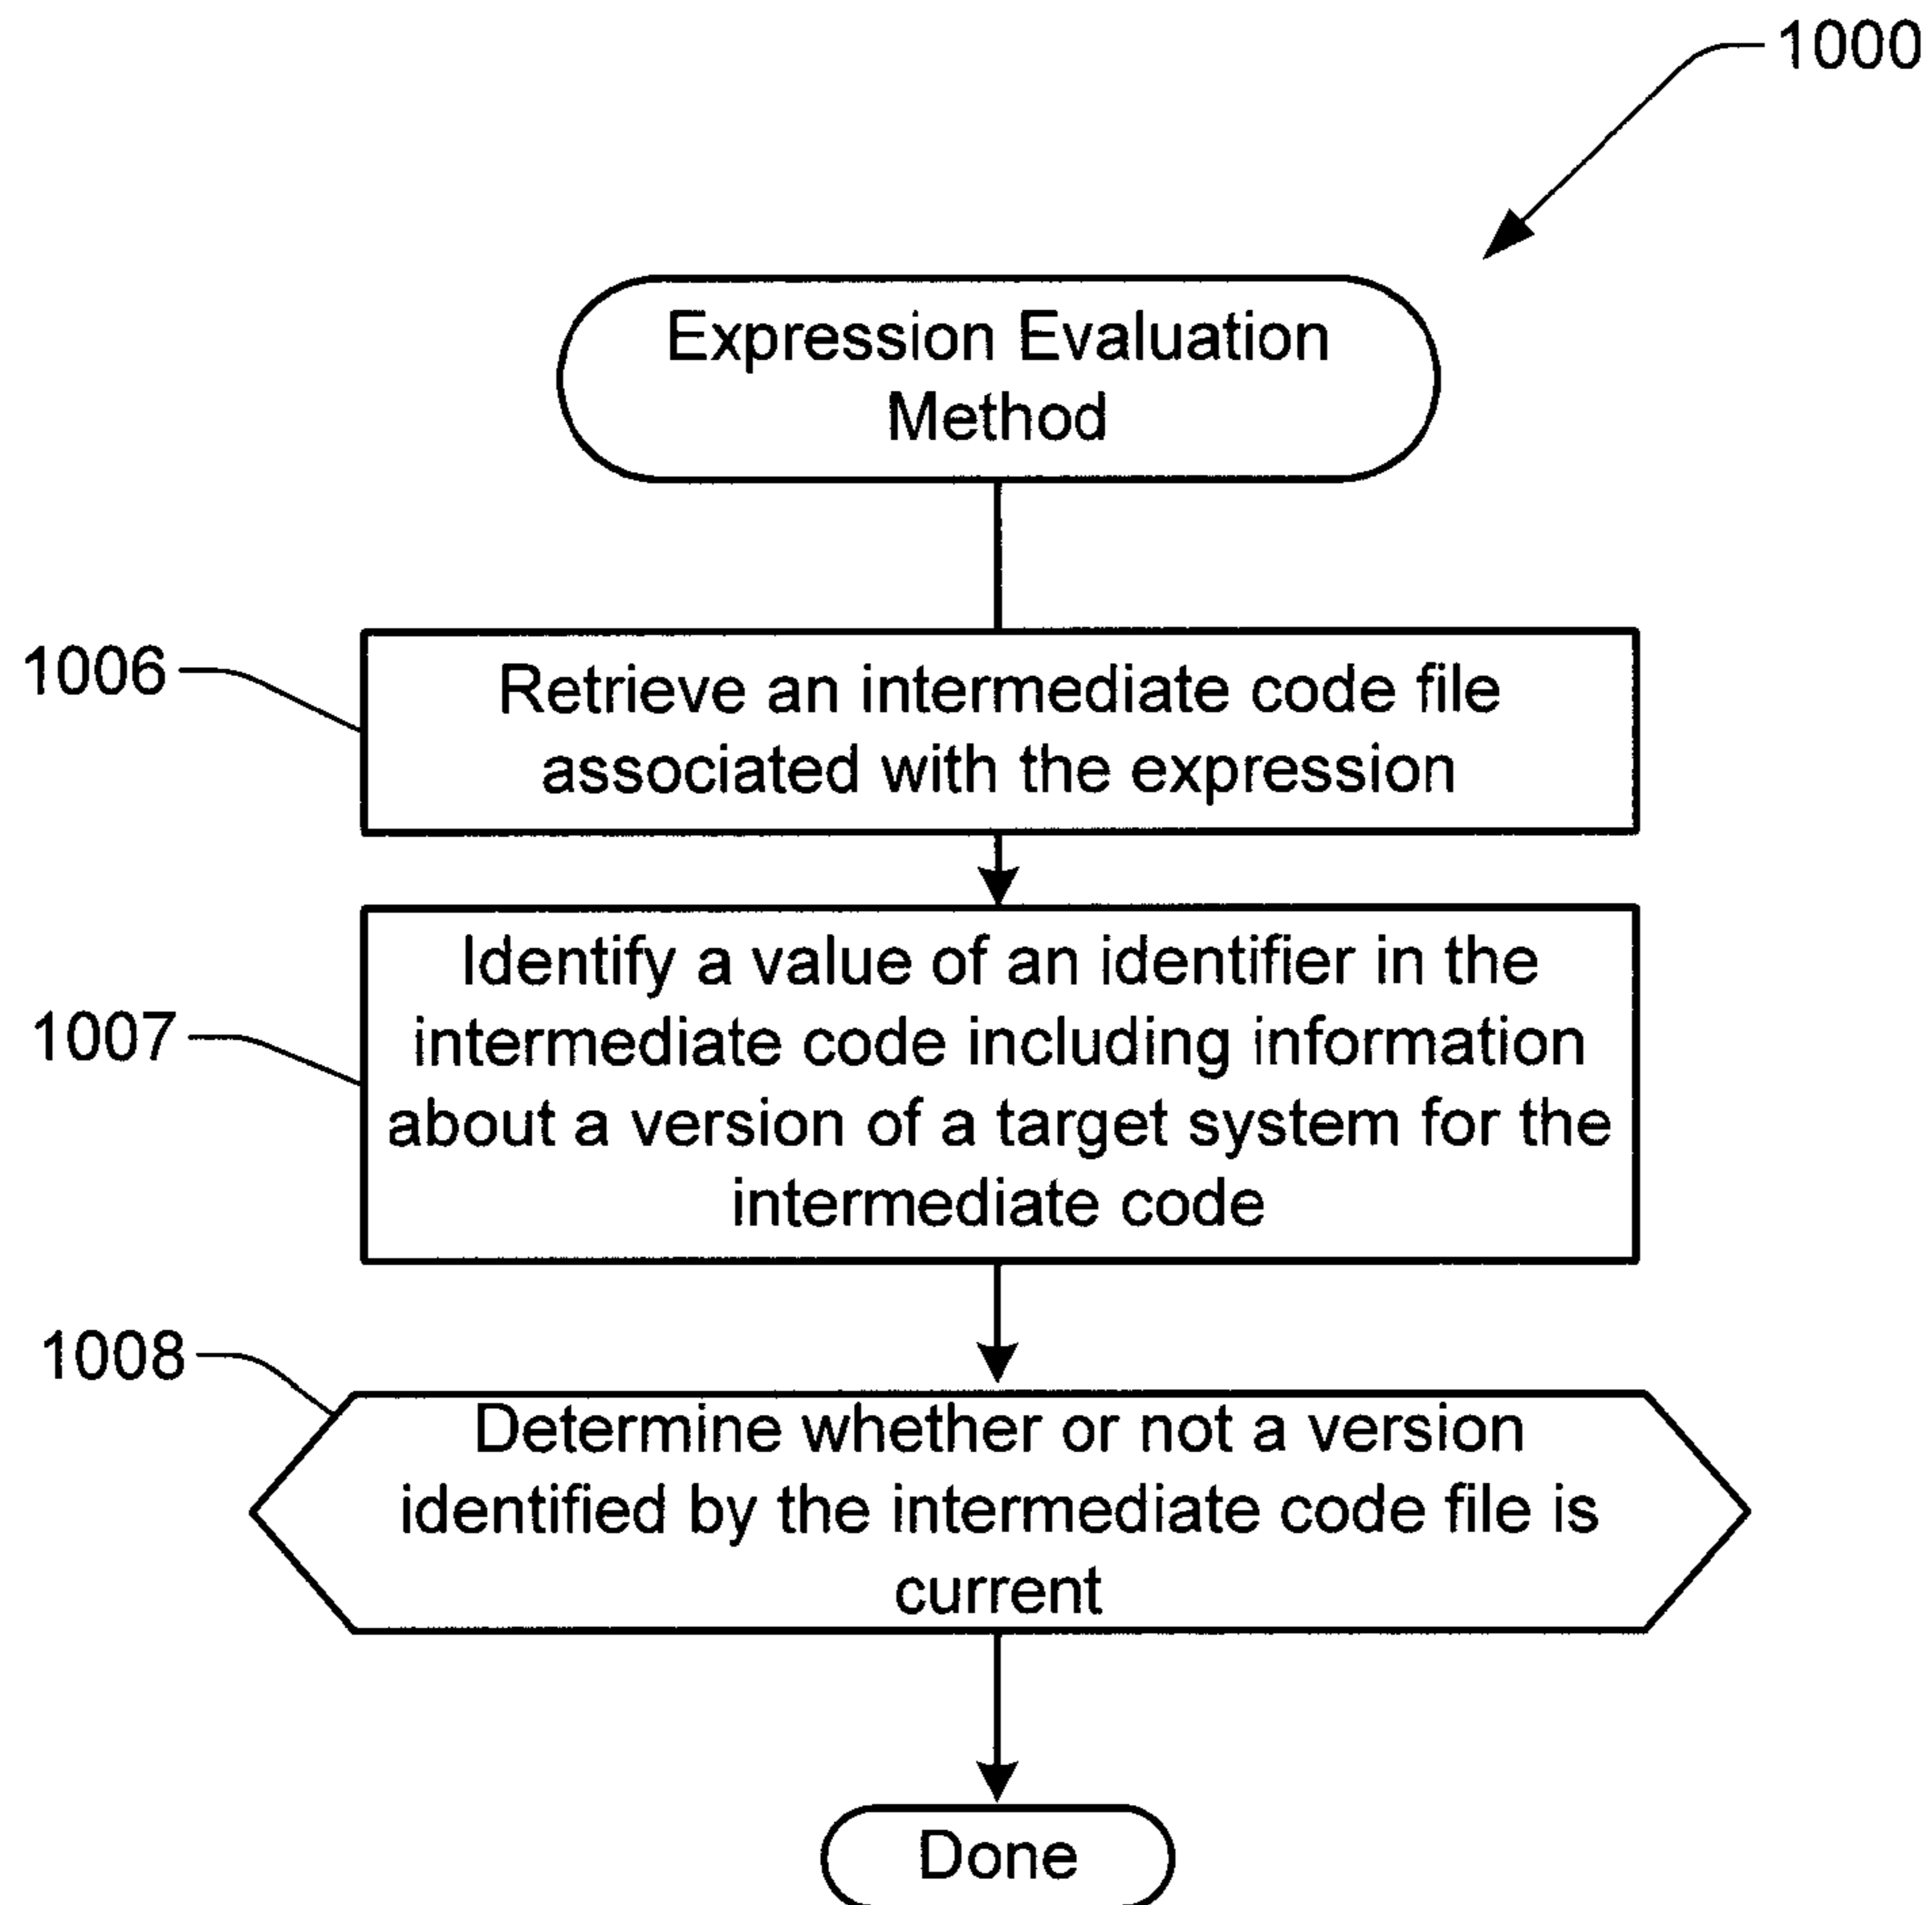 1000
Expression Evaluation
Method
1006
Retrieve an intermediate code file
associated with the expression
1007
Identify a value of an identifier in the
intermediate code including information
about a version of a target system for the
intermediate code
1008
Determine whether or not a version
identified by the intermediate code file is
current
Done